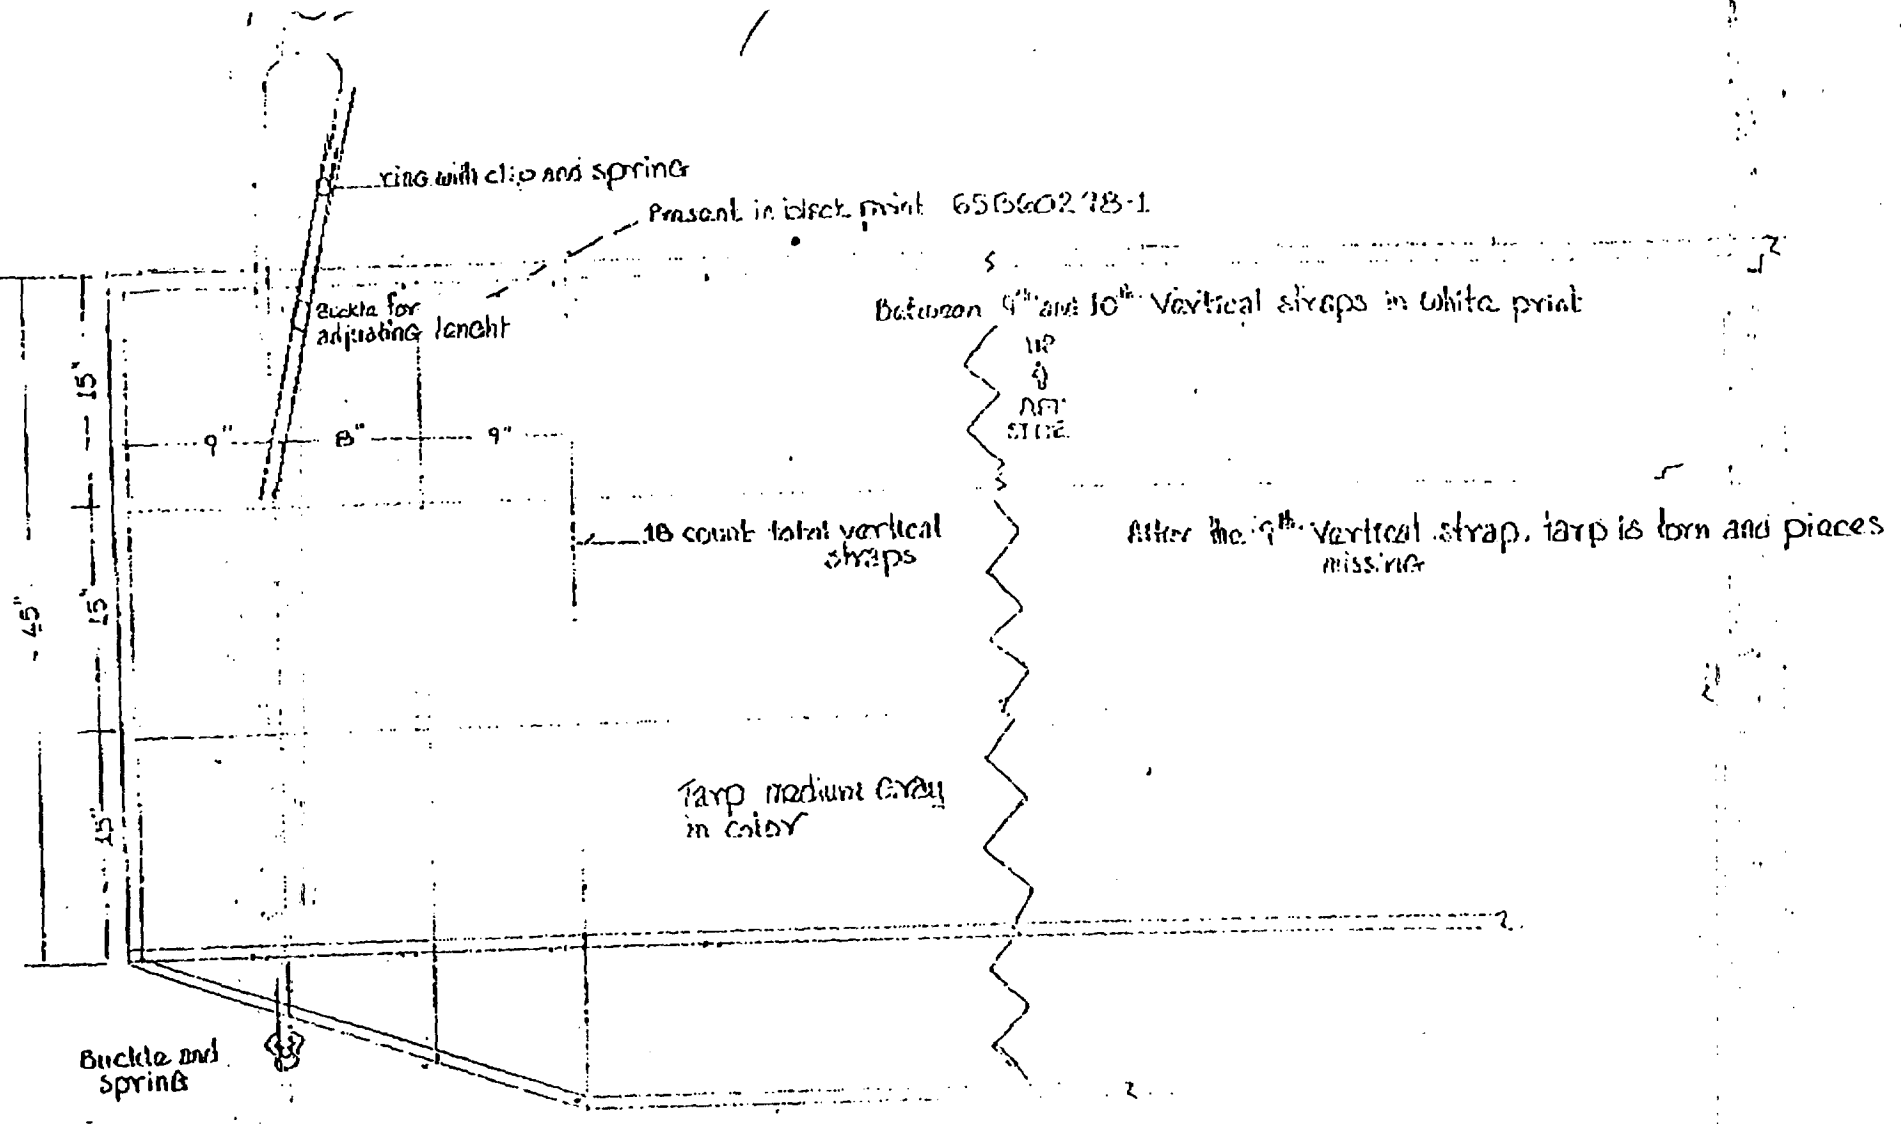 ring with clip and spring
Present in black print 65B60278-1
Buckle for
adjusting lenght
Between 9th and 10th Vertical straps in white print
UP
AFT
SIDE
15"
9"
8"
9"
18 count total vertical
straps
After the 9th vertical strap, tarp is torn and pieces
missing
45"
15"
Tarp medium Gray
in color
15"
Buckle and
spring